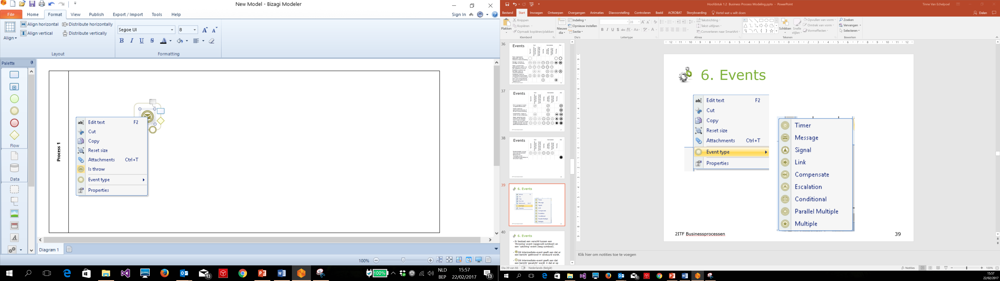 New Model - Bizagi Modeler
File Home Format View Publish Export / Import Tools Help Sign In
Align horizontal Distribute horizontally
Align vertical Distribute vertically
Align
Segoe UI 8
B I U S A
Layout Formatting
Palette
Flow
Data
Process 1
Edit text F2
Cut
Copy
Reset size
Attachments Ctrl+T
Is throw
Event type
Properties
Diagram 1
100%
100% NLD 15:57
BEP 22/02/2017 13
Hoofdstuk 1.2 Business Process Modeling.pptx - PowerPoint
Tinne Van Echelpoel
Bestand Start Invoegen Ontwerpen Overgangen Animaties Diavoorstelling Controleren Beeld ACROBAT Storyboarding Vertel wat u wilt doen Delen
Plakken
Knippen
Kopiëren
Opmaak kopiëren/plakken
Klembord
Nieuwe dia
Indeling
Opnieuw instellen
Sectie
Dia's
28
B I U S abc AV Aa A
Lettertype
Tekstrichting
Tekst uitlijnen
Converteren naar SmartArt
Alinea
Schikken
Snelle stijlen
Opvullen van vorm
Omtrek van vorm
Vormeffecten
Tekenen
Zoeken
Vervangen
Selecteren
Bewerken
36
Events
37
Events
38
Events
39
6. Events
40
6. Events
• Er bestaat een verschil tussen een
'throwing'-event (opgevuld symbool) en
een 'catching'-event (leeg symbool).
• Dit intermediate-event geeft aan dat er
een bericht 'gethrowd'→ verstuurd wordt.
• Dit intermediate-event geeft aan dat
een bericht 'gecatcht' wordt → dat er op
6. Events
Edit text F2
Cut
Copy
Reset size
Attachments Ctrl+T
Event type
Properties
Timer
Message
Signal
Link
Compensate
Escalation
Conditional
Parallel Multiple
Multiple
2ITF Businessprocessen
39
Klik hier om notities toe te voegen
Dia 39 van 66 Nederlands (België) Notities 100%
15:57
22/02/2017